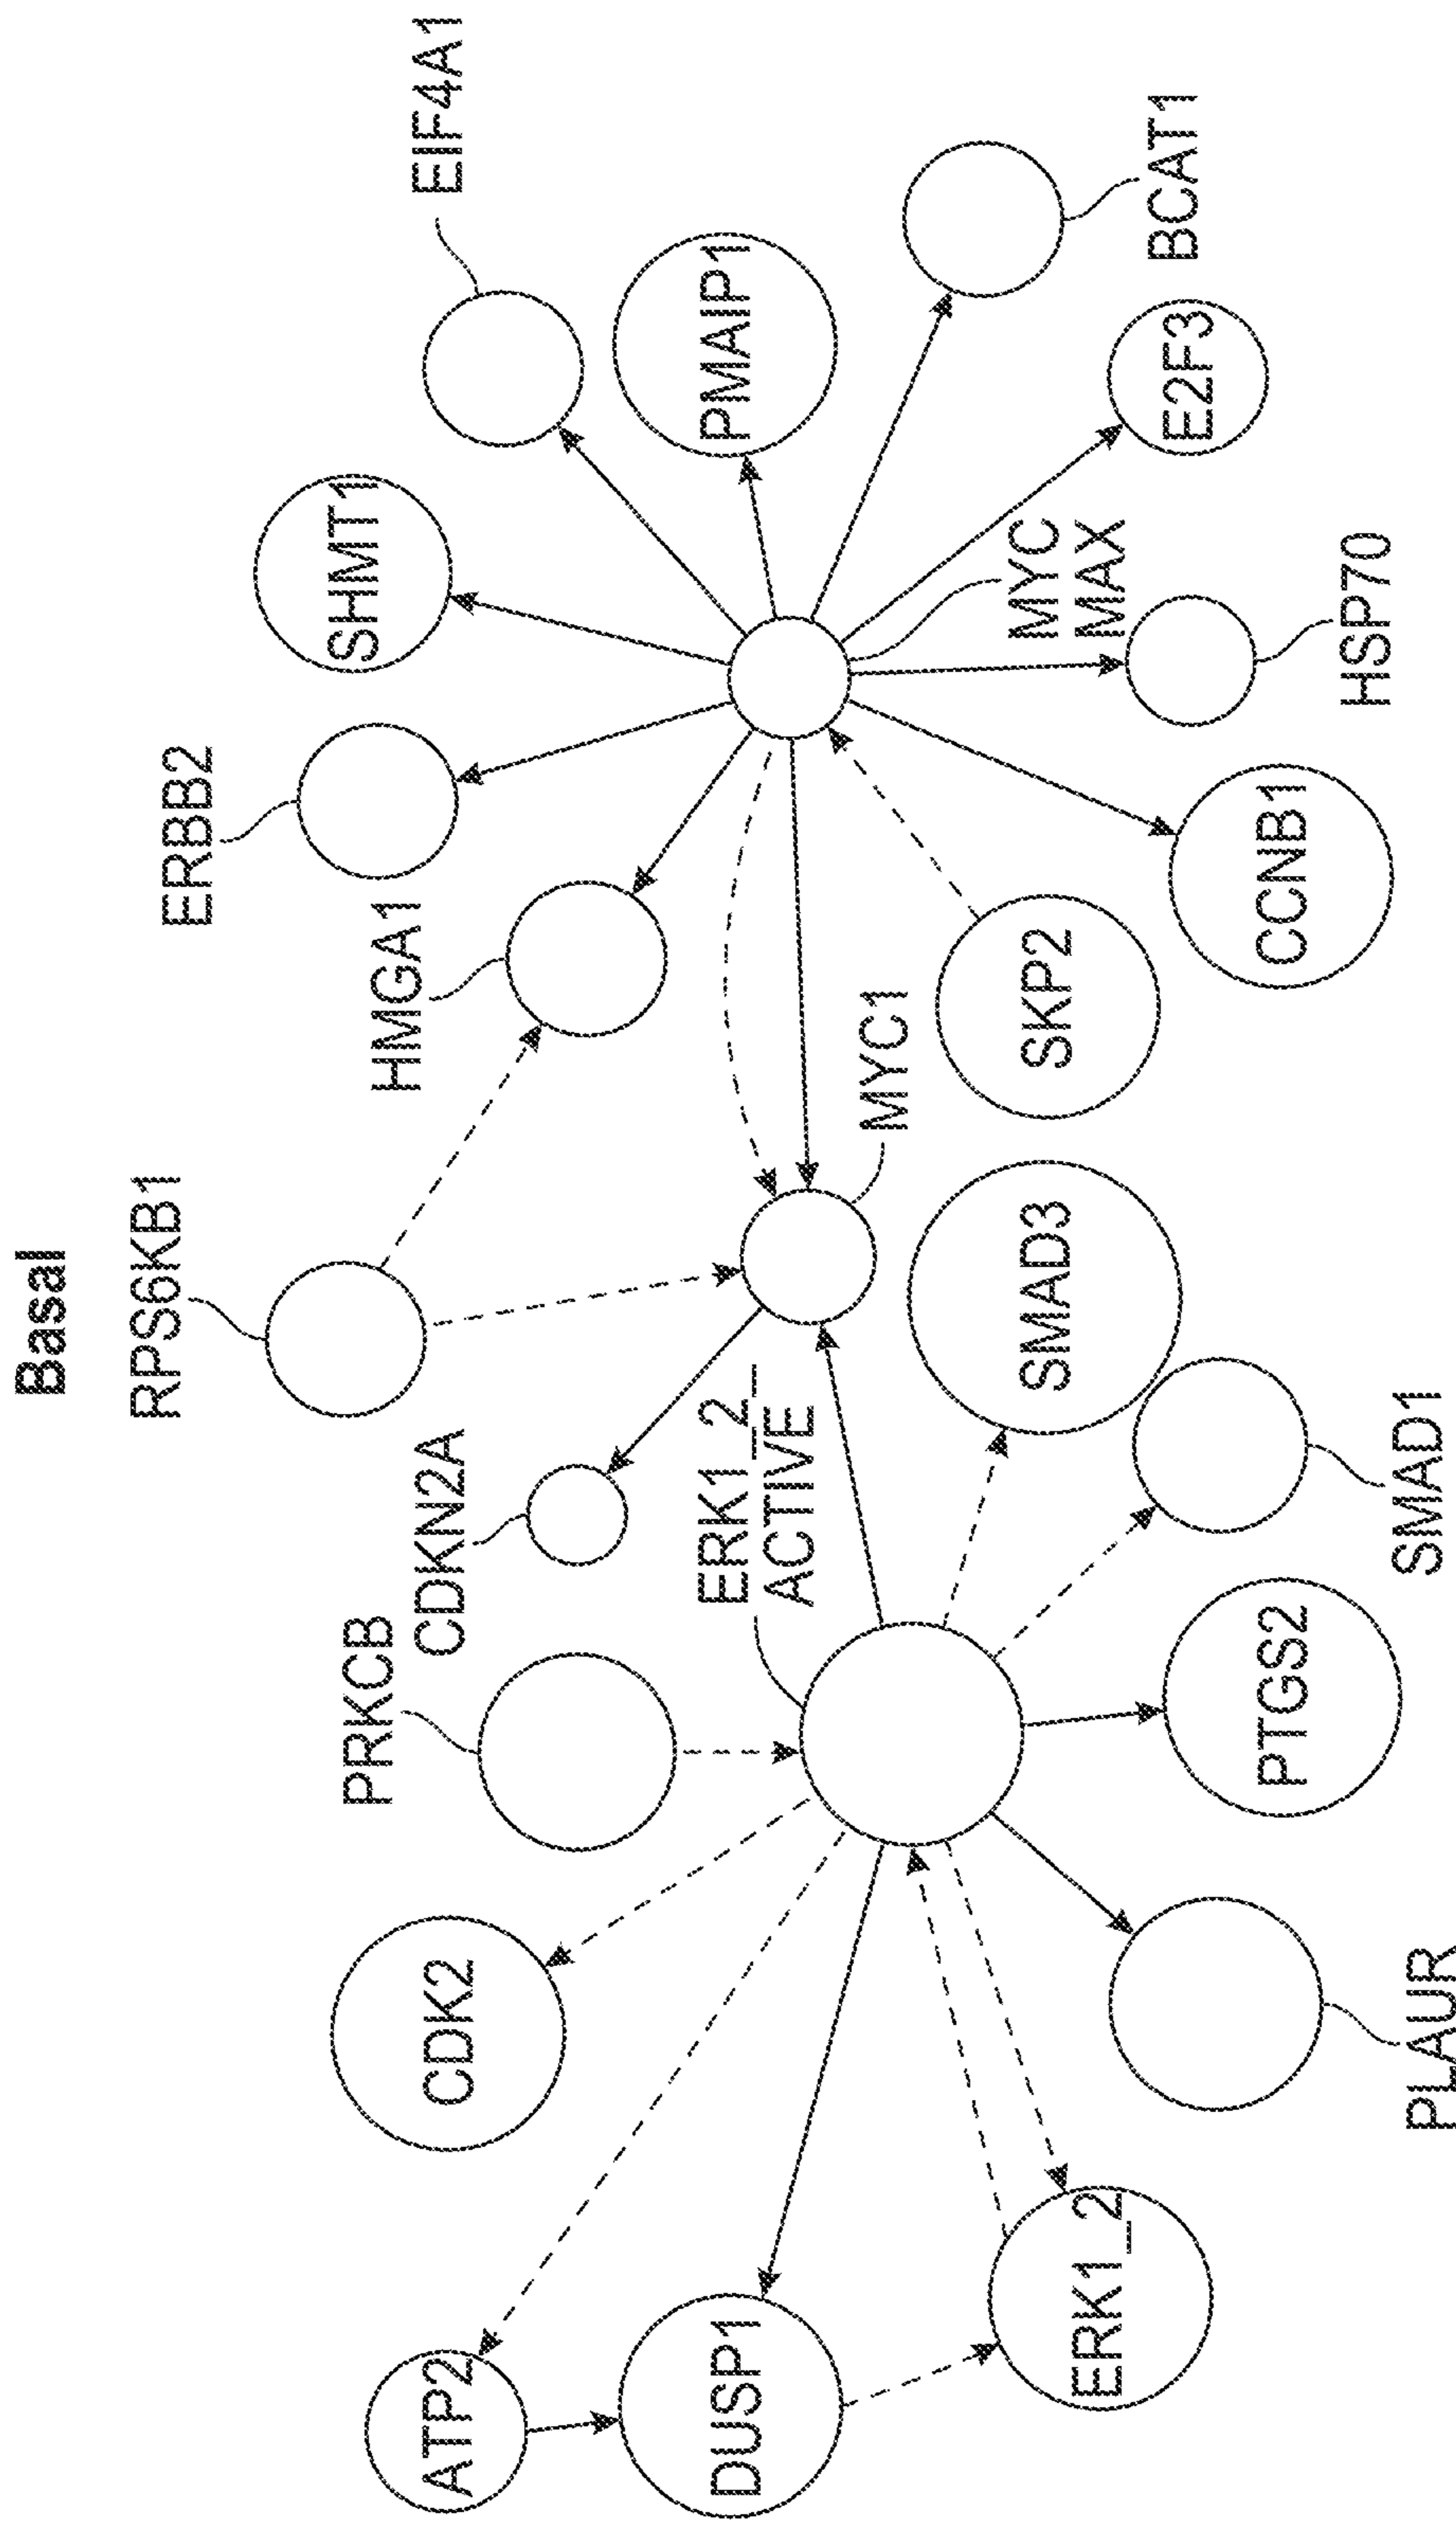 Basal
RPS6KB1
ERBB2
EIF4A1
SHMT1
HMGA1
PMAIP1
CDKN2A
PRKCB
CDK2
ATP2
ERK1_2_
ACTIVE
MYC1
MYC
MAX
BCAT1
E2F3
HSP70
CCNB1
SKP2
SMAD3
SMAD1
PTGS2
PLAUR
ERK1_2
DUSP1